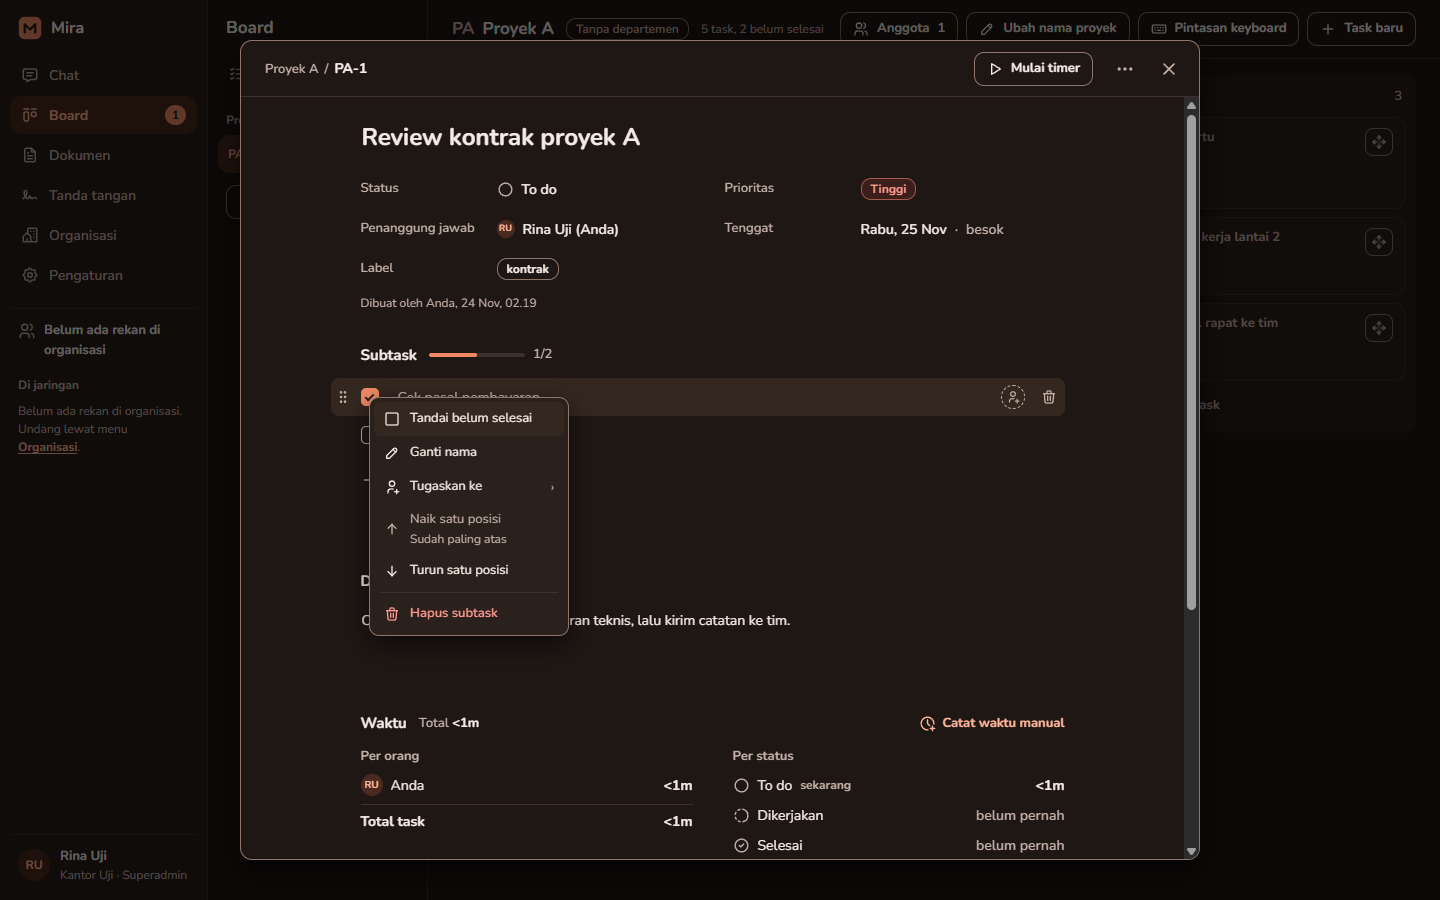 Mira
Chat
Board
1
Dokumen
Tanda tangan
Organisasi
Pengaturan
Belum ada rekan di
organisasi
Di jaringan
Belum ada rekan di organisasi.
Undang lewat menu
Organisasi.
RU
Rina Uji
Kantor Uji · Superadmin
Board
PA
PA Proyek A
Tanpa departemen
5 task, 2 belum selesai
Anggota 1
Ubah nama proyek
Pintasan keyboard
Task baru
3
kerja lantai 2
rapat ke tim
Proyek A / PA-1
Mulai timer
Review kontrak proyek A
Status
To do
Prioritas
Tinggi
Penanggung jawab
RU Rina Uji (Anda)
Tenggat
Rabu, 25 Nov · besok
Label
kontrak
Dibuat oleh Anda, 24 Nov, 02.19
Subtask
1/2
Cek pasal pembayaran
Tandai belum selesai
Ganti nama
Tugaskan ke ›
Naik satu posisi
Sudah paling atas
Turun satu posisi
Hapus subtask
teknis, lalu kirim catatan ke tim.
Waktu Total <1m
Catat waktu manual
Per orang
RU Anda <1m
Total task <1m
Per status
To do sekarang <1m
Dikerjakan belum pernah
Selesai belum pernah